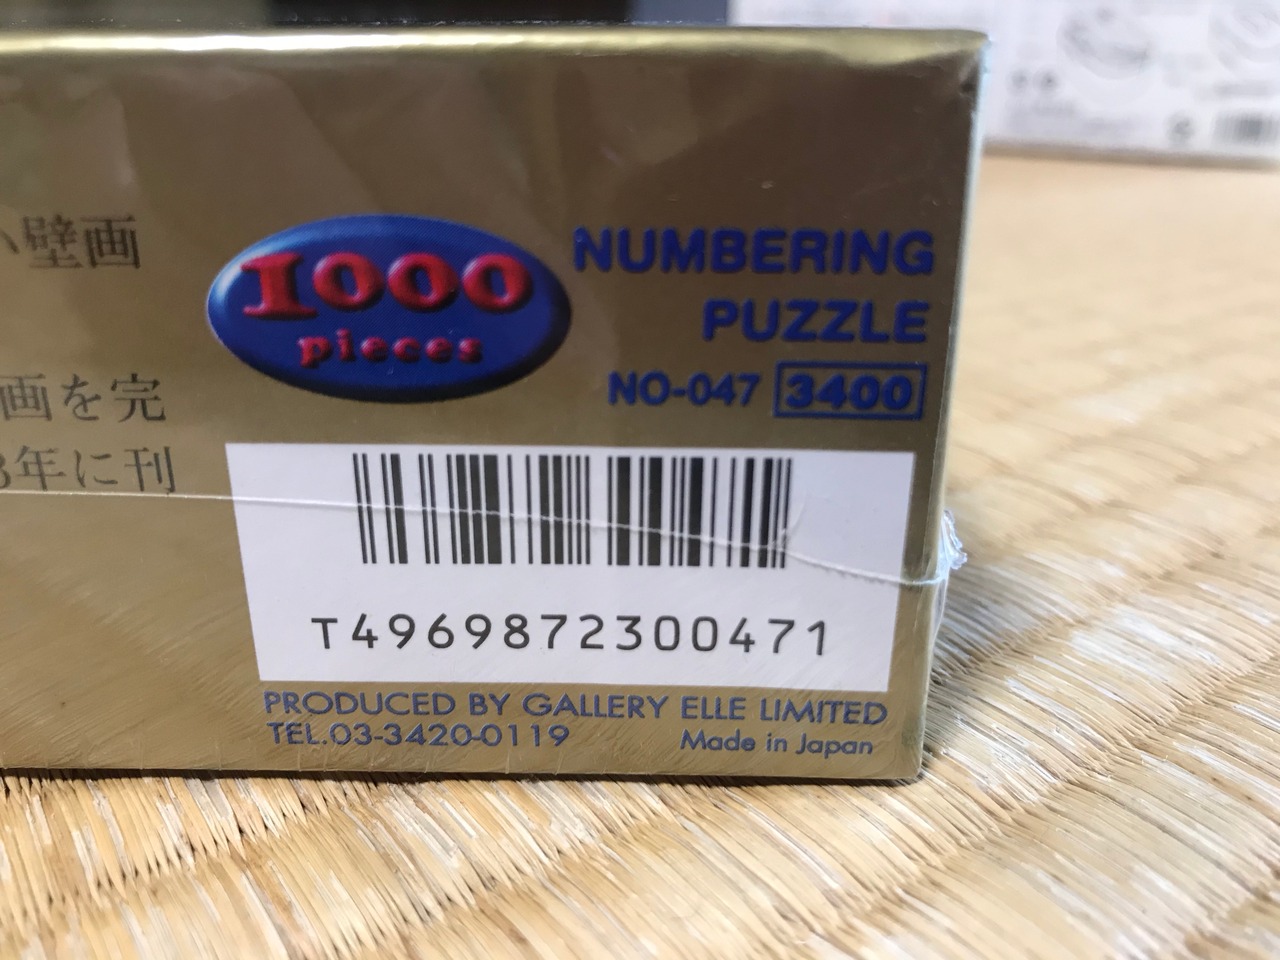 い壁画
1000
pieces
NUMBERING
PUZZLE
NO-047 3400
画を完
3年に刊
T4969872300471
PRODUCED BY GALLERY ELLE LIMITED
TEL.03-3420-0119 Made in Japan